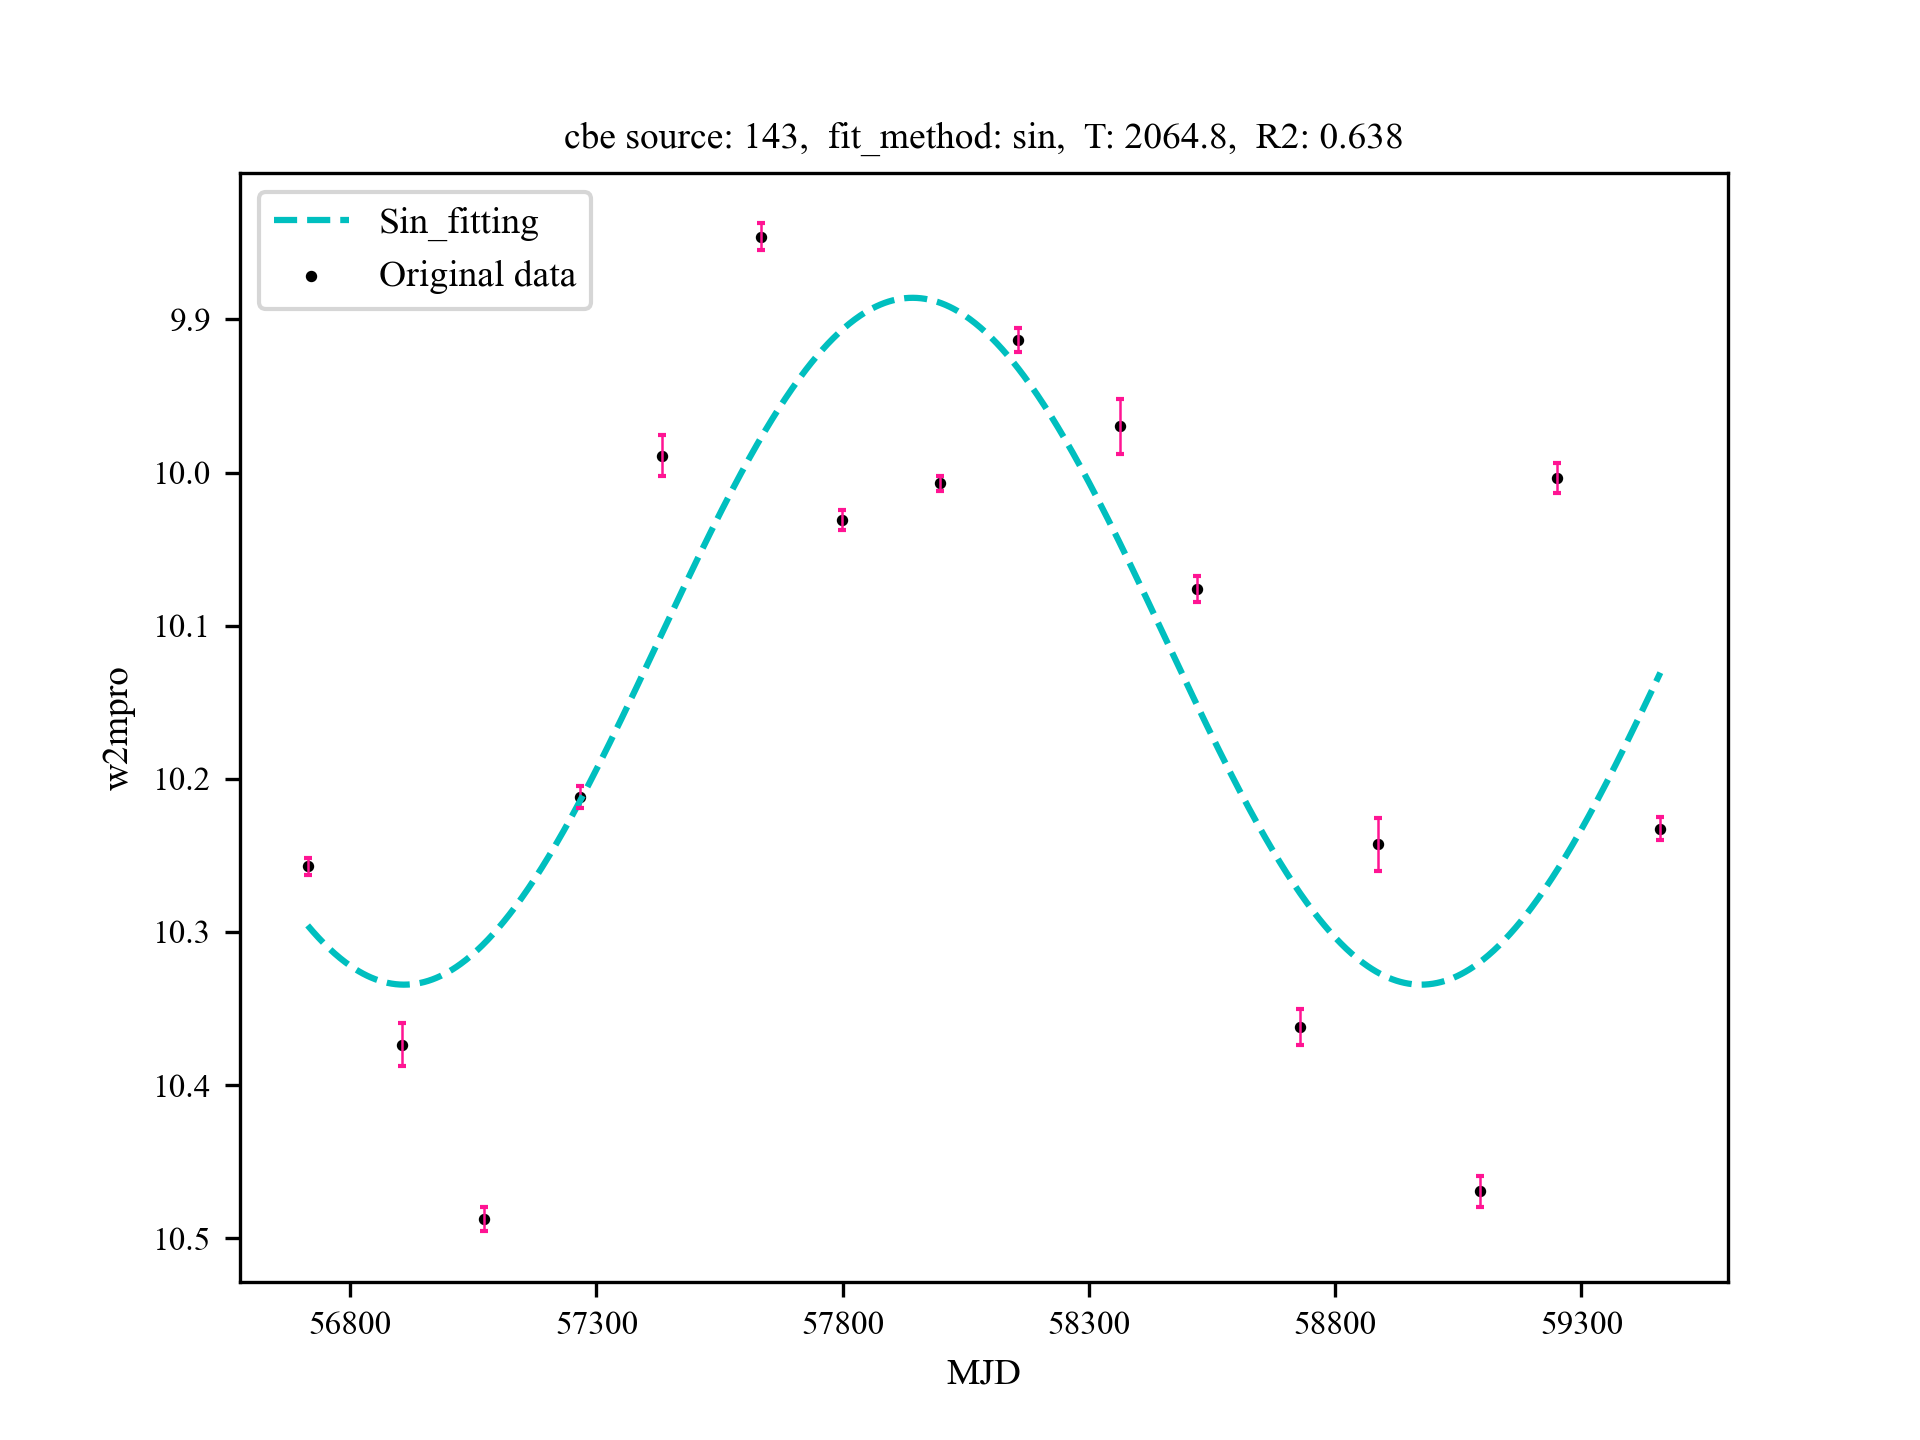 cbe source: 143,  fit_method: sin,  T: 2064.8,  R2: 0.638
Sin_fitting
Original data
9.9
10.0
10.1
10.2
10.3
10.4
10.5
w2mpro
56800 57300 57800 58300 58800 59300
MJD